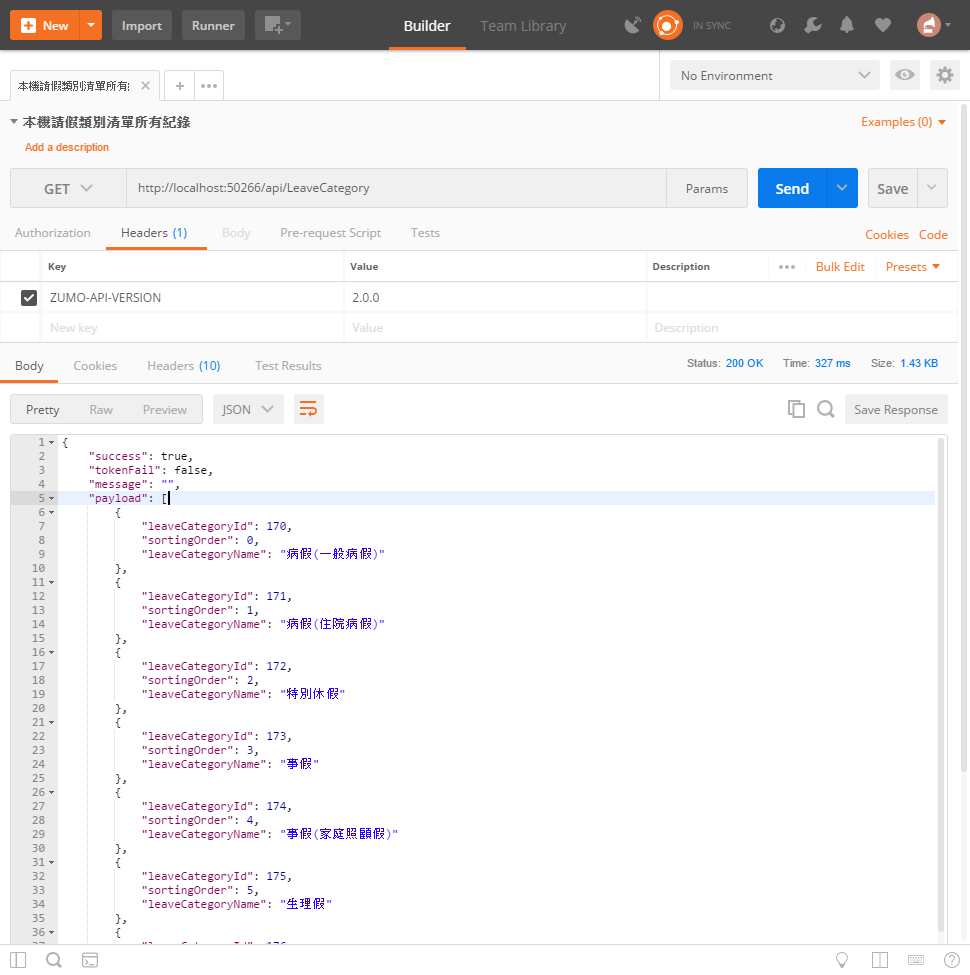 New Import Runner Builder Team Library IN SYNC
本機請假類別清單所有 No Environment
本機請假類別清單所有紀錄 Examples (0)
Add a description
GET http://localhost:50266/api/LeaveCategory Params Send Save
Authorization Headers (1) Body Pre-request Script Tests Cookies Code
Key Value Description ••• Bulk Edit Presets
ZUMO-API-VERSION 2.0.0
New key Value Description
Body Cookies Headers (10) Test Results Status: 200 OK Time: 327 ms Size: 1.43 KB
Pretty Raw Preview JSON Save Response
1 {
2 "success": true,
3 "tokenFail": false,
4 "message": "",
5 "payload": [
6 {
7 "leaveCategoryId": 170,
8 "sortingOrder": 0,
9 "leaveCategoryName": "病假(一般病假)"
10 },
11 {
12 "leaveCategoryId": 171,
13 "sortingOrder": 1,
14 "leaveCategoryName": "病假(住院病假)"
15 },
16 {
17 "leaveCategoryId": 172,
18 "sortingOrder": 2,
19 "leaveCategoryName": "特別休假"
20 },
21 {
22 "leaveCategoryId": 173,
23 "sortingOrder": 3,
24 "leaveCategoryName": "事假"
25 },
26 {
27 "leaveCategoryId": 174,
28 "sortingOrder": 4,
29 "leaveCategoryName": "事假(家庭照顧假)"
30 },
31 {
32 "leaveCategoryId": 175,
33 "sortingOrder": 5,
34 "leaveCategoryName": "生理假"
35 },
36 {